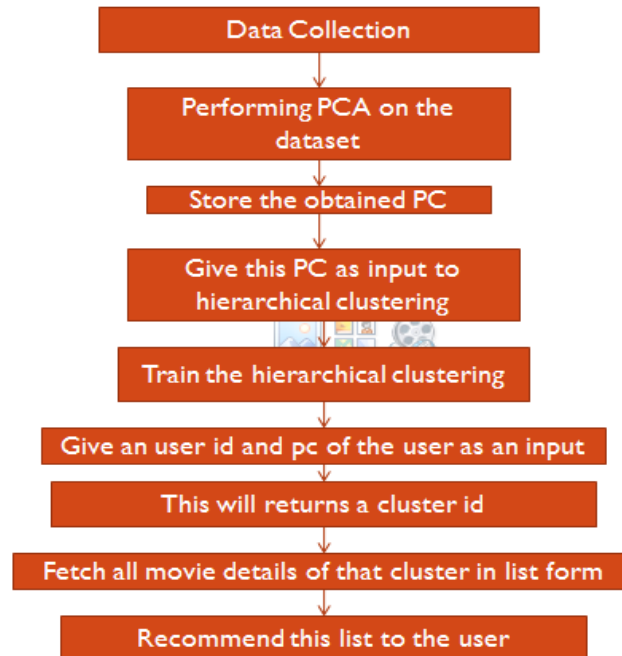 Data Collection
Performing PCA on the
dataset
Store the obtained PC
Give this PC as input to
hierarchical clustering
Train the hierarchical clustering
Give an user id and pc of the user as an input
This will returns a cluster id
Fetch all movie details of that cluster in list form
Recommend this list to the user